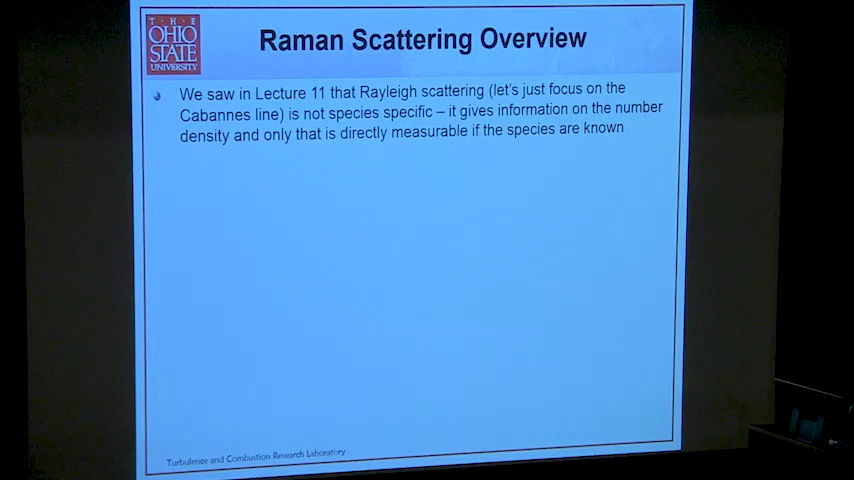 THE
OHIO
STATE
UNIVERSITY
Raman Scattering Overview
We saw in Lecture 11 that Rayleigh scattering (let's just focus on the
Cabannes line) is not species specific – it gives information on the number
density and only that is directly measurable if the species are known
Turbulence and Combustion Research Laboratory